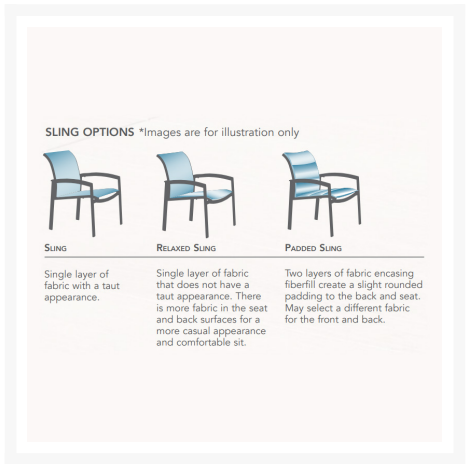 SLING OPTIONS *Images are for illustration only
SLING
Single layer of
fabric with a taut
appearance.
RELAXED SLING
Single layer of fabric
that does not have a
taut appearance. There
is more fabric in the seat
and back surfaces for a
more casual appearance
and comfortable sit.
PADDED SLING
Two layers of fabric encasing
fiberfill create a slight rounded
padding to the back and seat.
May select a different fabric
for the front and back.